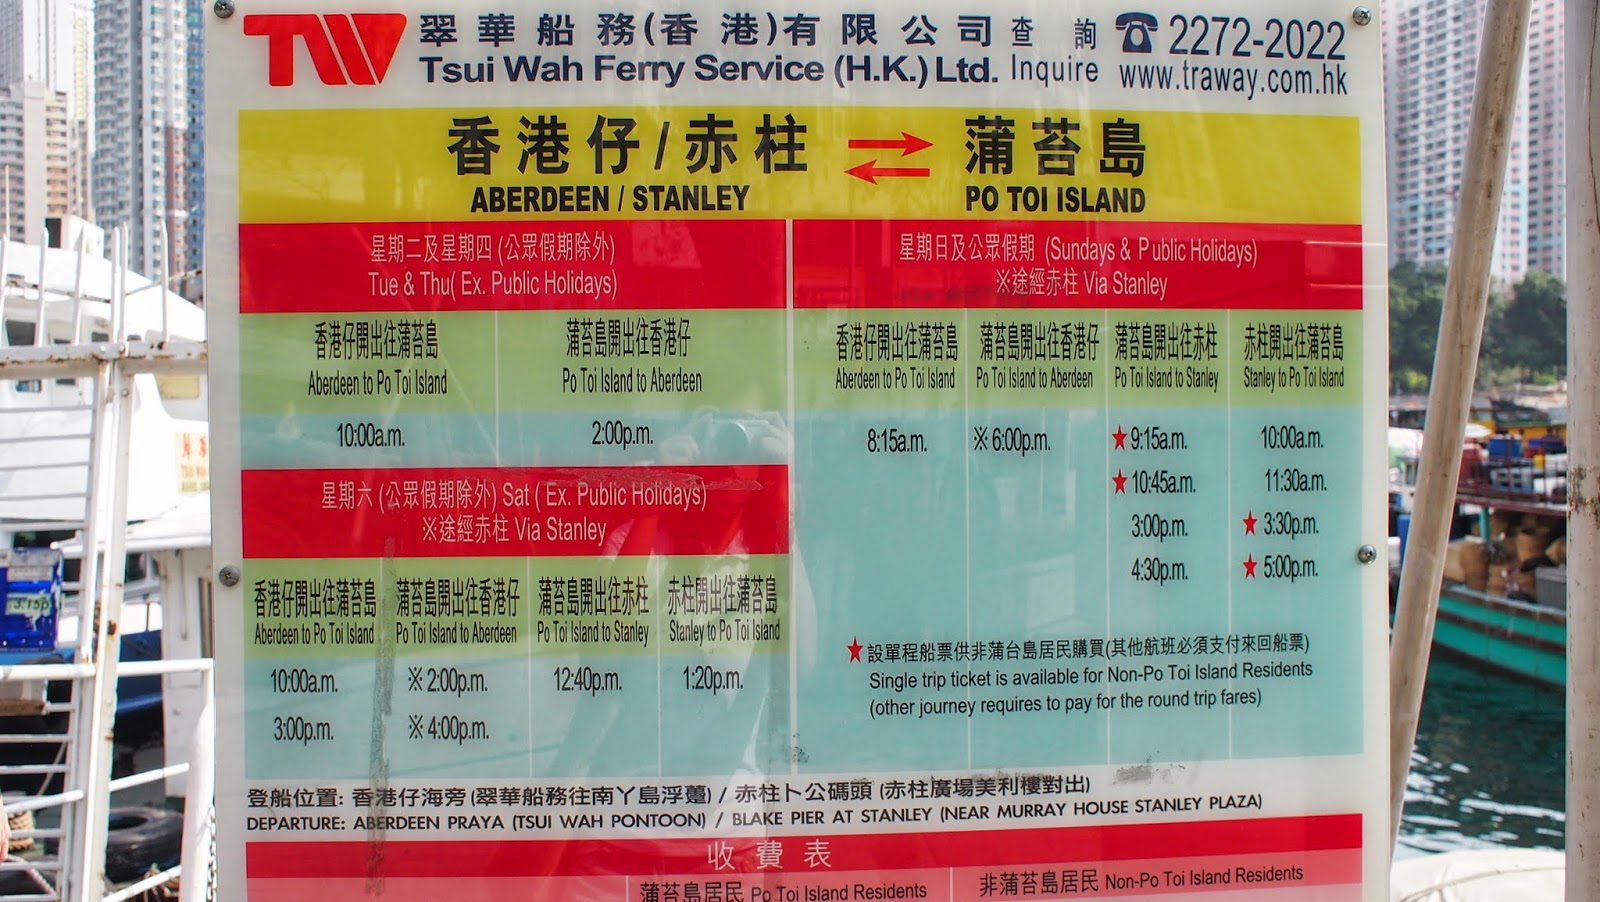 TW 翠華船務(香港)有限公司 查詢 ☎ 2272-2022
Tsui Wah Ferry Service (H.K.) Ltd. Inquire www.traway.com.hk
香港仔/赤柱 ⇄ 蒲苔島
ABERDEEN / STANLEY PO TOI ISLAND
星期二及星期四 (公眾假期除外)
Tue & Thu( Ex. Public Holidays)
香港仔開出往蒲苔島 蒲苔島開出往香港仔
Aberdeen to Po Toi Island Po Toi Island to Aberdeen
10:00a.m. 2:00p.m.
星期六 (公眾假期除外) Sat ( Ex. Public Holidays)
※途經赤柱 Via Stanley
香港仔開出往蒲苔島 蒲苔島開出往香港仔 蒲苔島開出往赤柱 赤柱開出往蒲苔島
Aberdeen to Po Toi Island Po Toi Island to Aberdeen Po Toi Island to Stanley Stanley to Po Toi Island
10:00a.m. ※ 2:00p.m. 12:40p.m. 1:20p.m.
3:00p.m. ※ 4:00p.m.
星期日及公眾假期 (Sundays & Public Holidays)
※途經赤柱 Via Stanley
香港仔開出往蒲苔島 蒲苔島開出往香港仔 蒲苔島開出往赤柱 赤柱開出往蒲苔島
Aberdeen to Po Toi Island Po Toi Island to Aberdeen Po Toi Island to Stanley Stanley to Po Toi Island
8:15a.m. ※ 6:00p.m. ★ 9:15a.m. 10:00a.m.
★ 10:45a.m. 11:30a.m.
3:00p.m. ★ 3:30p.m.
4:30p.m. ★ 5:00p.m.
★ 設單程船票供非蒲台島居民購買(其他航班必須支付來回船票)
Single trip ticket is available for Non-Po Toi Island Residents
(other journey requires to pay for the round trip fares)
登船位置: 香港仔海旁 (翠華船務往南丫島浮躉) / 赤柱卜公碼頭 (赤柱廣場美利樓對出)
DEPARTURE: ABERDEEN PRAYA (TSUI WAH PONTOON) / BLAKE PIER AT STANLEY (NEAR MURRAY HOUSE STANLEY PLAZA)
收費表
蒲苔島居民 Po Toi Island Residents 非蒲苔島居民 Non-Po Toi Island Residents